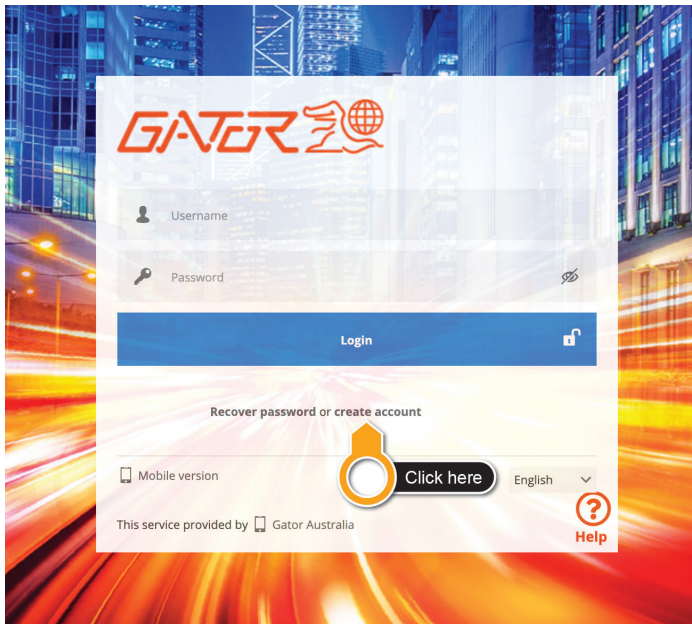 GATOR
Username
Password
Login
Recover password or create account
Click here
Mobile version
English
This service provided by Gator Australia
?
Help